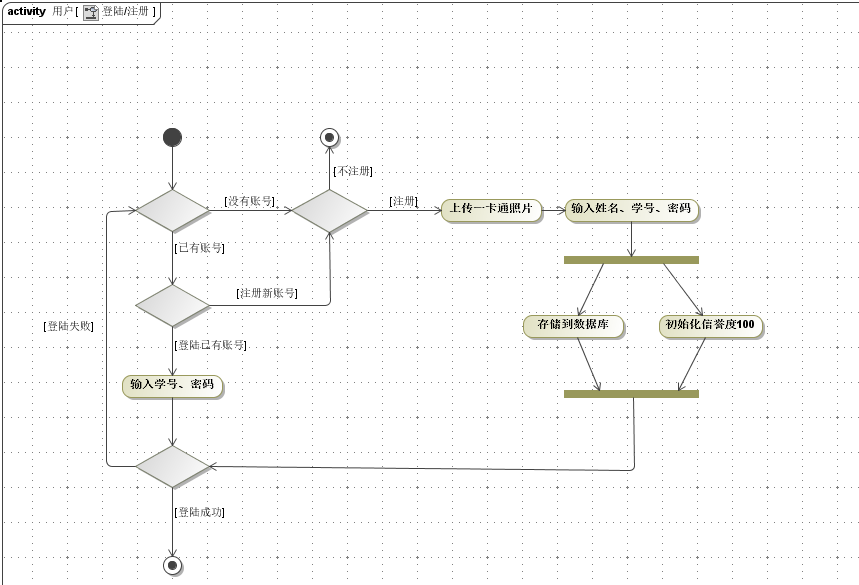 activity 用户[ 登陆/注册 ]
[不注册]
[没有账号]
[注册]
上传一卡通照片
输入姓名、学号、密码
[已有账号]
[注册新账号]
[登陆失败]
存储到数据库
初始化信誉度100
[登陆已有账号]
输入学号、密码
[登陆成功]